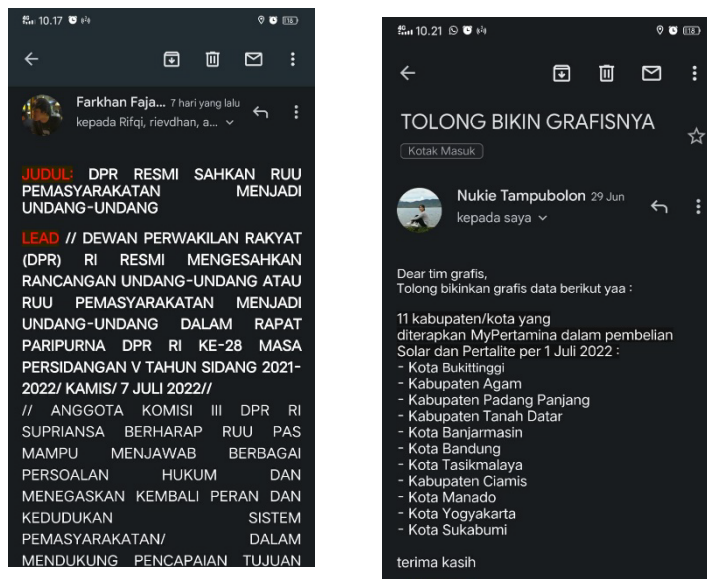 10.17
118
Farkhan Faja... 7 hari yang lalu
kepada Rifqi, rievdhan, a...
JUDUL: DPR RESMI SAHKAN RUU
PEMASYARAKATAN MENJADI
UNDANG-UNDANG
LEAD // DEWAN PERWAKILAN RAKYAT
(DPR) RI RESMI MENGESAHKAN
RANCANGAN UNDANG-UNDANG ATAU
RUU PEMASYARAKATAN MENJADI
UNDANG-UNDANG DALAM RAPAT
PARIPURNA DPR RI KE-28 MASA
PERSIDANGAN V TAHUN SIDANG 2021-
2022/ KAMIS/ 7 JULI 2022//
// ANGGOTA KOMISI III DPR RI
SUPRIANSA BERHARAP RUU PAS
MAMPU MENJAWAB BERBAGAI
PERSOALAN HUKUM DAN
MENEGASKAN KEMBALI PERAN DAN
KEDUDUKAN SISTEM
PEMASYARAKATAN/ DALAM
MENDUKUNG PENCAPAIAN TUJUAN
10.21
118
TOLONG BIKIN GRAFISNYA
Kotak Masuk
Nukie Tampubolon 29 Jun
kepada saya
Dear tim grafis,
Tolong bikinkan grafis data berikut yaa :
11 kabupaten/kota yang
diterapkan MyPertamina dalam pembelian
Solar dan Pertalite per 1 Juli 2022 :
- Kota Bukittinggi
- Kabupaten Agam
- Kabupaten Padang Panjang
- Kabupaten Tanah Datar
- Kota Banjarmasin
- Kota Bandung
- Kota Tasikmalaya
- Kabupaten Ciamis
- Kota Manado
- Kota Yogyakarta
- Kota Sukabumi
terima kasih